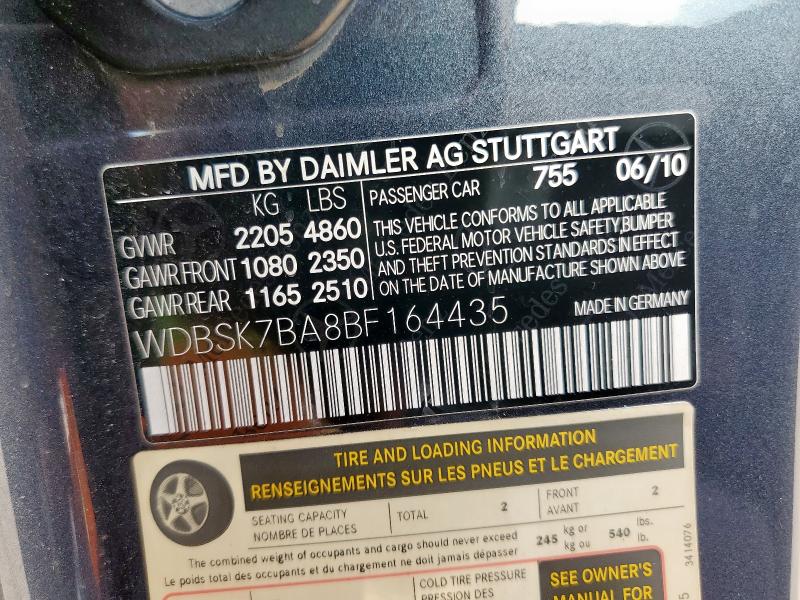 MFD BY DAIMLER AG STUTTGART
KG LBS
GVWR 2205 4860
GAWR FRONT 1080 2350
GAWR REAR 1165 2510
PASSENGER CAR 755 06/10
THIS VEHICLE CONFORMS TO ALL APPLICABLE
U.S. FEDERAL MOTOR VEHICLE SAFETY,BUMPER
AND THEFT PREVENTION STANDARDS IN EFFECT
ON THE DATE OF MANUFACTURE SHOWN ABOVE
WDBSK7BA8BF164435
MADE IN GERMANY
TIRE AND LOADING INFORMATION
RENSEIGNEMENTS SUR LES PNEUS ET LE CHARGEMENT
SEATING CAPACITY
NOMBRE DE PLACES
TOTAL 2
FRONT
AVANT
2
The combined weight of occupants and cargo should never exceed
Le poids total des occupants et du chargement ne doit jamais dépasser
245 kg or
kg ou
540 lbs.
lb.
3414076
COLD TIRE PRESSURE
PRESSION DES
SEE OWNER'S
MANUAL FOR